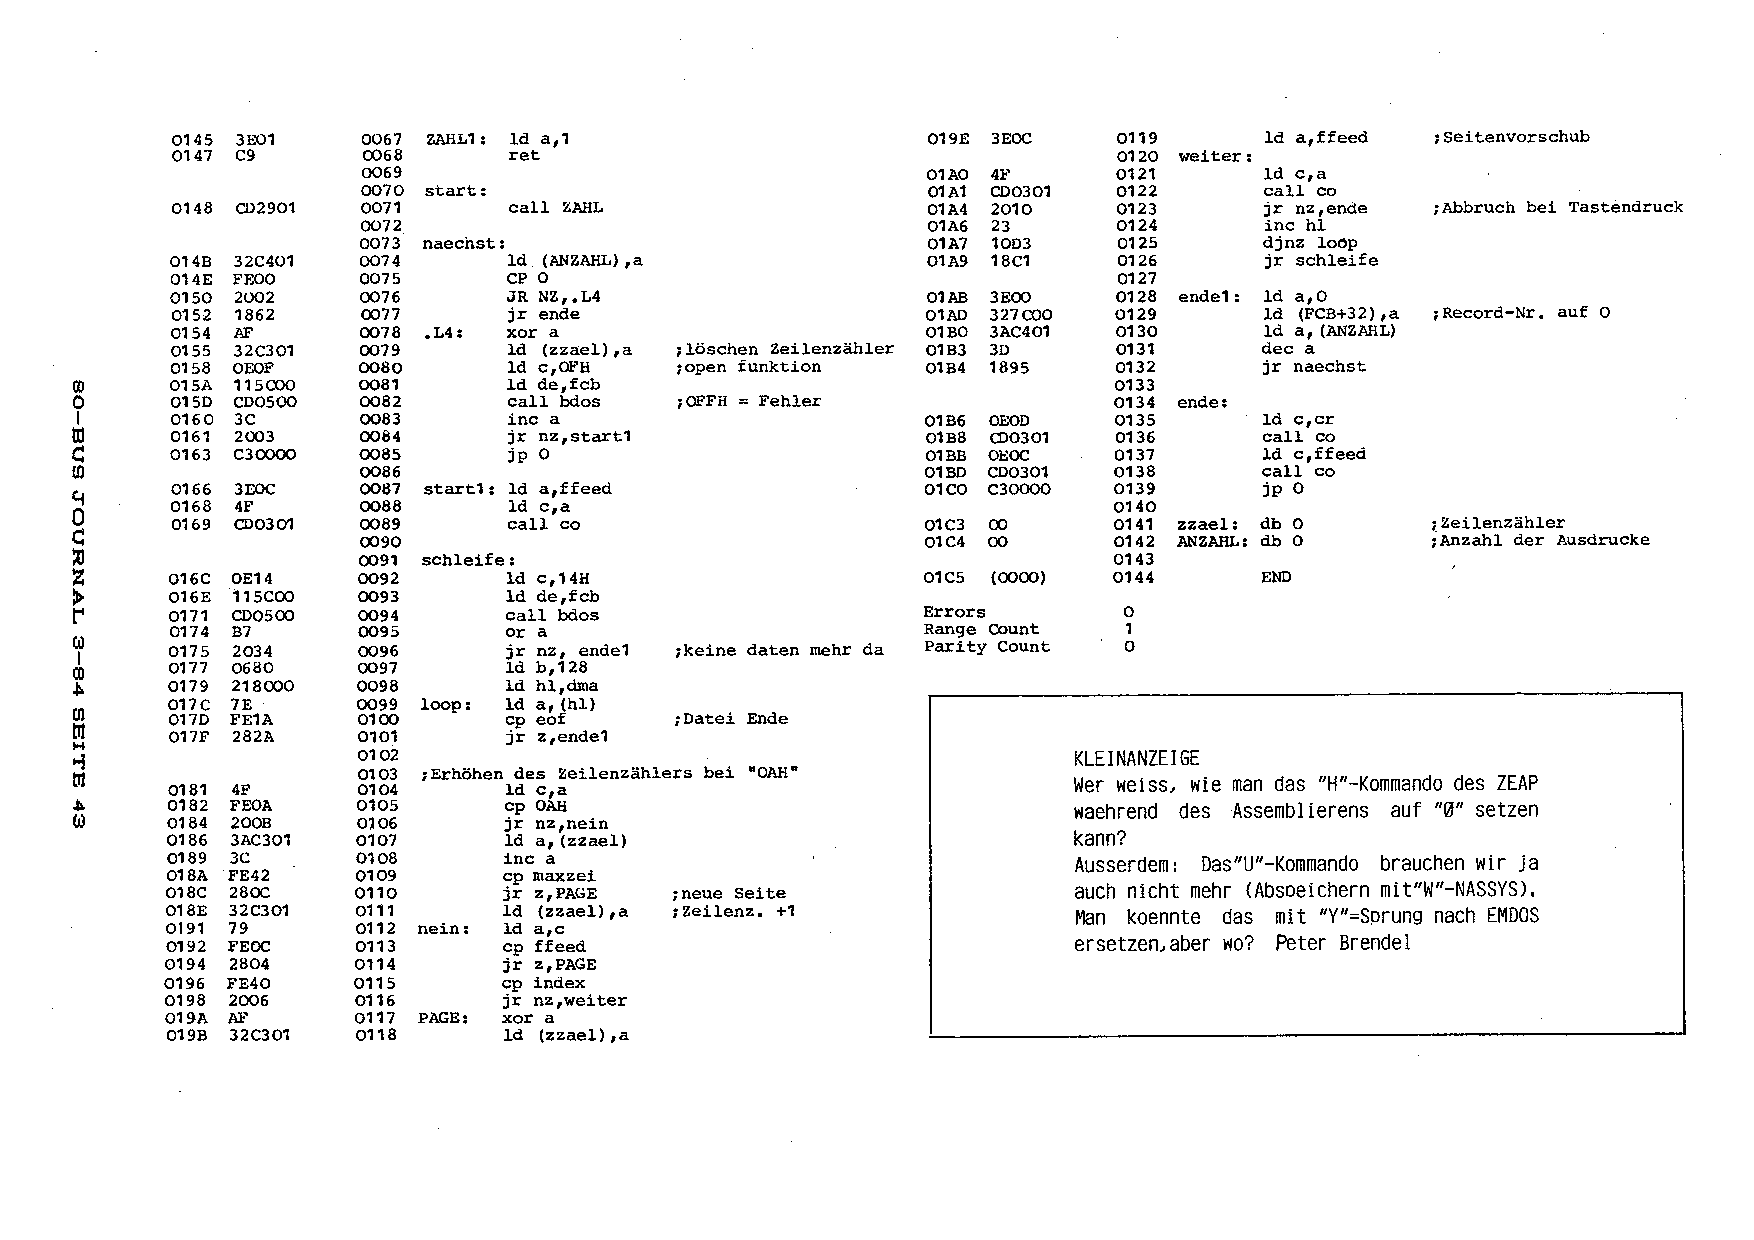 0145 3E01 0067 ZAHL1: ld a,1
0147 C9 0068 ret
0069
0070 start:
0148 CD2901 0071 call ZAHL
0072
0073 naechst:
014B 32C401 0074 ld (ANZAHL),a
014E FE00 0075 CP 0
0150 2002 0076 JR NZ,.L4
0152 1862 0077 jr ende
0154 AF 0078 .L4: xor a
0155 32C301 0079 ld (zzael),a ;löschen Zeilenzähler
0158 0E0F 0080 ld c,0FH ;open funktion
015A 115C00 0081 ld de,fcb
015D CD0500 0082 call bdos ;0FFH = Fehler
0160 3C 0083 inc a
0161 2003 0084 jr nz,start1
0163 C30000 0085 jp 0
0086
0166 3E0C 0087 start1: ld a,ffeed
0168 4F 0088 ld c,a
0169 CD0301 0089 call co
0090
0091 schleife:
016C 0E14 0092 ld c,14H
016E 115C00 0093 ld de,fcb
0171 CD0500 0094 call bdos
0174 B7 0095 or a
0175 2034 0096 jr nz, ende1 ;keine daten mehr da
0177 0680 0097 ld b,128
0179 218000 0098 ld hl,dma
017C 7E 0099 loop: ld a,(hl)
017D FE1A 0100 cp eof ;Datei Ende
017F 282A 0101 jr z,ende1
0102
0103 ;Erhöhen des Zeilenzählers bei "0AH"
0181 4F 0104 ld c,a
0182 FE0A 0105 cp 0AH
0184 200B 0106 jr nz,nein
0186 3AC301 0107 ld a,(zzael)
0189 3C 0108 inc a
018A FE42 0109 cp maxzei
018C 280C 0110 jr z,PAGE ;neue Seite
018E 32C301 0111 ld (zzael),a ;Zeilenz. +1
0191 79 0112 nein: ld a,c
0192 FE0C 0113 cp ffeed
0194 2804 0114 jr z,PAGE
0196 FE40 0115 cp index
0198 2006 0116 jr nz,weiter
019A AF 0117 PAGE: xor a
019B 32C301 0118 ld (zzael),a
019E 3E0C 0119 ld a,ffeed ;Seitenvorschub
0120 weiter:
01A0 4F 0121 ld c,a
01A1 CD0301 0122 call co
01A4 2010 0123 jr nz,ende ;Abbruch bei Tastendruck
01A6 23 0124 inc hl
01A7 10D3 0125 djnz loop
01A9 18C1 0126 jr schleife
0127
01AB 3E00 0128 ende1: ld a,0
01AD 327C00 0129 ld (FCB+32),a ;Record-Nr. auf 0
01B0 3AC401 0130 ld a,(ANZAHL)
01B3 3D 0131 dec a
01B4 1895 0132 jr naechst
0133
0134 ende:
01B6 0E0D 0135 ld c,cr
01B8 CD0301 0136 call co
01BB 0E0C 0137 ld c,ffeed
01BD CD0301 0138 call co
01C0 C30000 0139 jp 0
0140
01C3 00 0141 zzael: db 0 ;Zeilenzähler
01C4 00 0142 ANZAHL: db 0 ;Anzahl der Ausdrucke
0143
01C5 (0000) 0144 END
Errors 0
Range Count 1
Parity Count 0
KLEINANZEIGE
Wer weiss, wie man das "H"-Kommando des ZEAP
waehrend des Assemblierens auf "0" setzen
kann?
Ausserdem: Das"U"-Kommando brauchen wir ja
auch nicht mehr (Abspeichern mit"W"-NASSYS).
Man koennte das mit "Y"=Sprung nach EMDOS
ersetzen,aber wo? Peter Brendel
80-BUS JOURNAL 3-84 SEITE 43